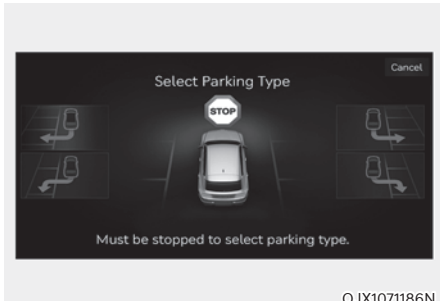 Cancel
Select Parking Type
STOP
Must be stopped to select parking type.
OJX1071186N